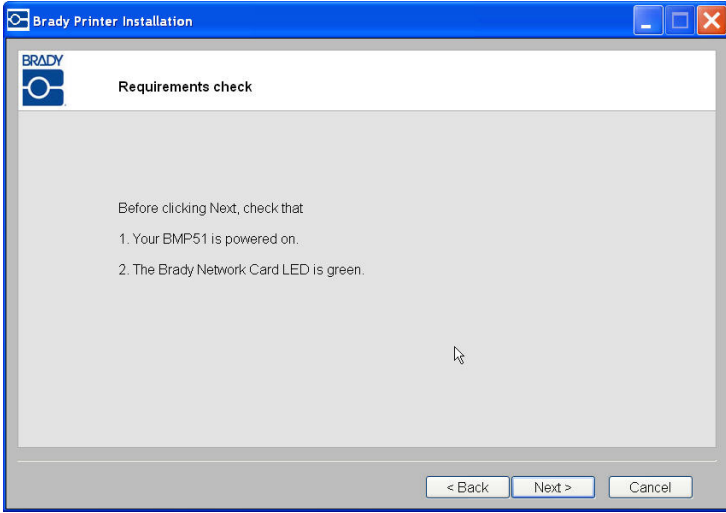 Brady Printer Installation
BRADY
Requirements check
Before clicking Next, check that
1. Your BMP51 is powered on.
2. The Brady Network Card LED is green.
< Back Next > Cancel